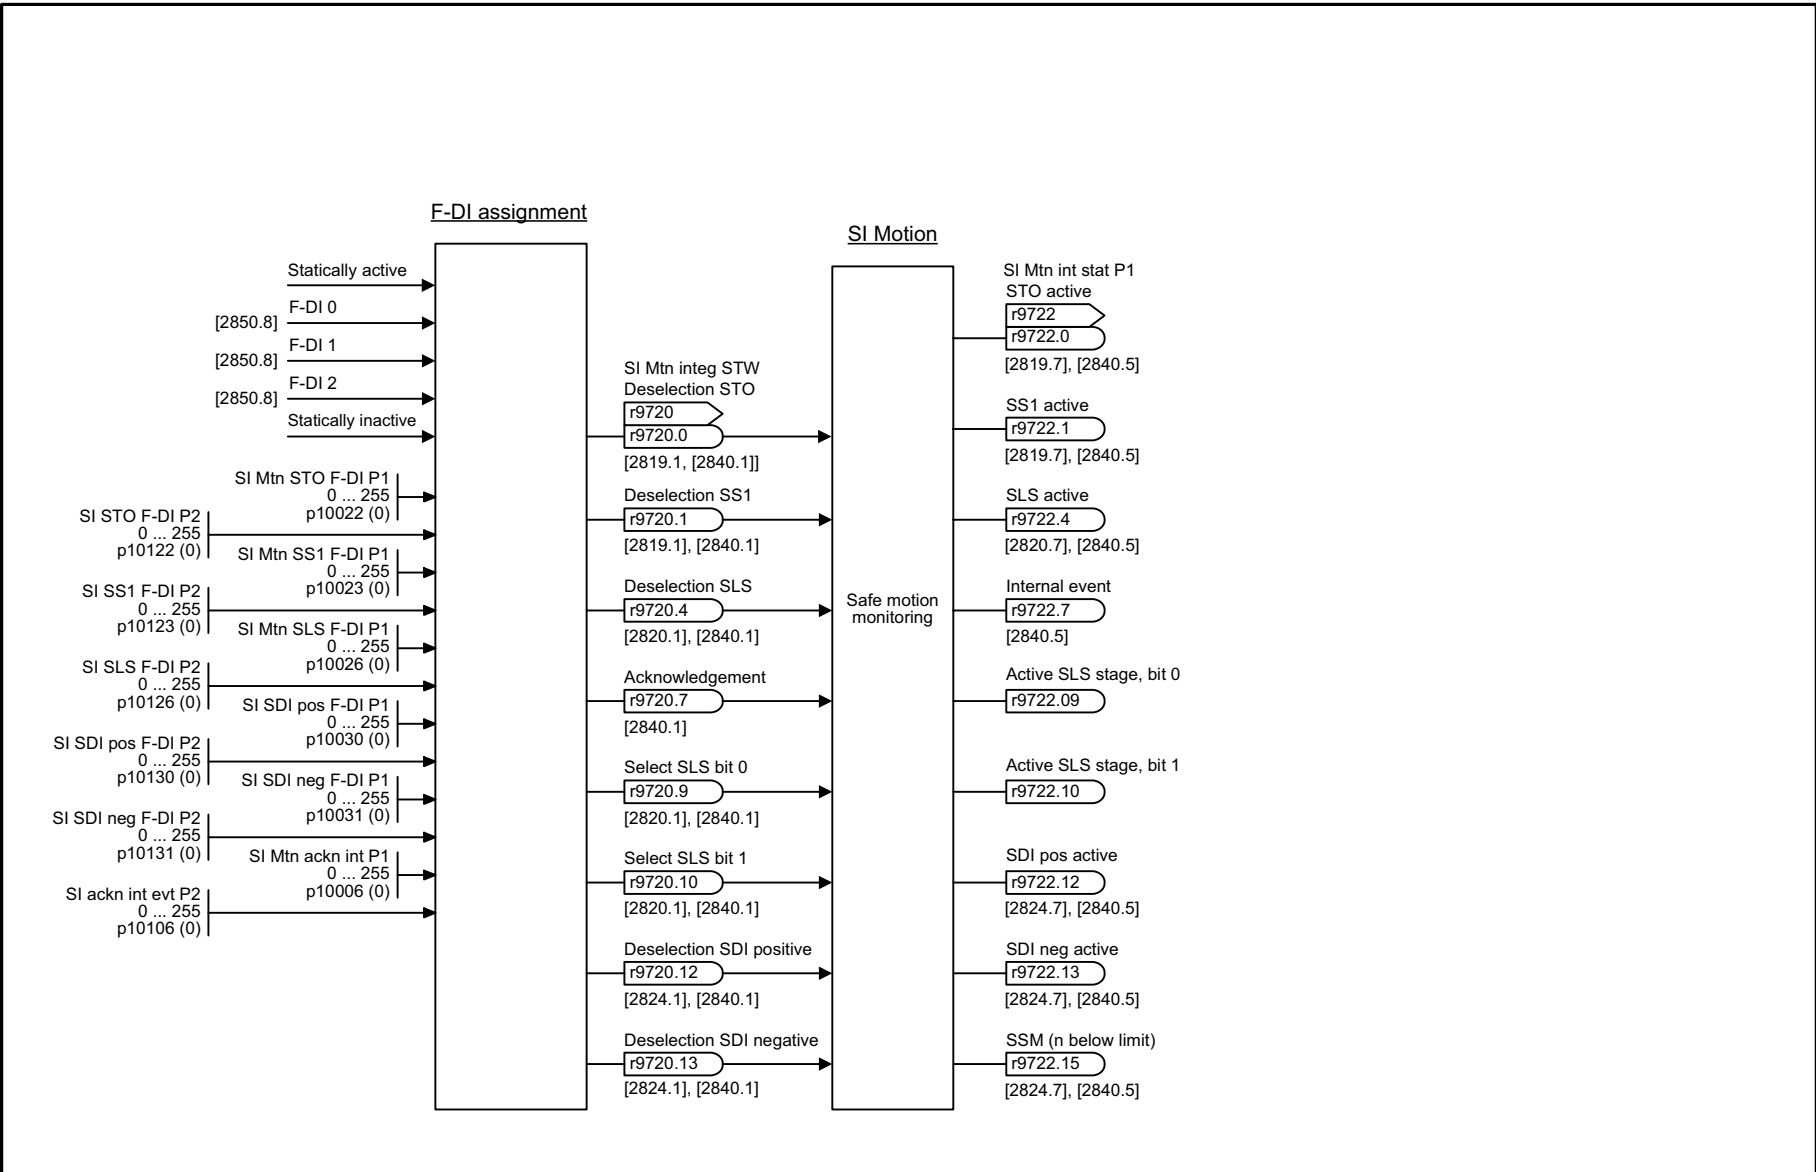 F-DI assignment
SI Motion
Statically active
F-DI 0
[2850.8]
F-DI 1
[2850.8]
F-DI 2
[2850.8]
Statically inactive
SI Mtn STO F-DI P1
0 ... 255
p10022 (0)
SI STO F-DI P2
0 ... 255
p10122 (0)
SI Mtn SS1 F-DI P1
0 ... 255
p10023 (0)
SI SS1 F-DI P2
0 ... 255
p10123 (0)
SI Mtn SLS F-DI P1
0 ... 255
p10026 (0)
SI SLS F-DI P2
0 ... 255
p10126 (0)
SI SDI pos F-DI P1
0 ... 255
p10030 (0)
SI SDI pos F-DI P2
0 ... 255
p10130 (0)
SI SDI neg F-DI P1
0 ... 255
p10031 (0)
SI SDI neg F-DI P2
0 ... 255
p10131 (0)
SI Mtn ackn int P1
0 ... 255
p10006 (0)
SI ackn int evt P2
0 ... 255
p10106 (0)
SI Mtn integ STW
Deselection STO
r9720
r9720.0
[2819.1, [2840.1]]
Deselection SS1
r9720.1
[2819.1], [2840.1]
Deselection SLS
r9720.4
[2820.1], [2840.1]
Acknowledgement
r9720.7
[2840.1]
Select SLS bit 0
r9720.9
[2820.1], [2840.1]
Select SLS bit 1
r9720.10
[2820.1], [2840.1]
Deselection SDI positive
r9720.12
[2824.1], [2840.1]
Deselection SDI negative
r9720.13
[2824.1], [2840.1]
Safe motion
monitoring
SI Mtn int stat P1
STO active
r9722
r9722.0
[2819.7], [2840.5]
SS1 active
r9722.1
[2819.7], [2840.5]
SLS active
r9722.4
[2820.7], [2840.5]
Internal event
r9722.7
[2840.5]
Active SLS stage, bit 0
r9722.09
Active SLS stage, bit 1
r9722.10
SDI pos active
r9722.12
[2824.7], [2840.5]
SDI neg active
r9722.13
[2824.7], [2840.5]
SSM (n below limit)
r9722.15
[2824.7], [2840.5]